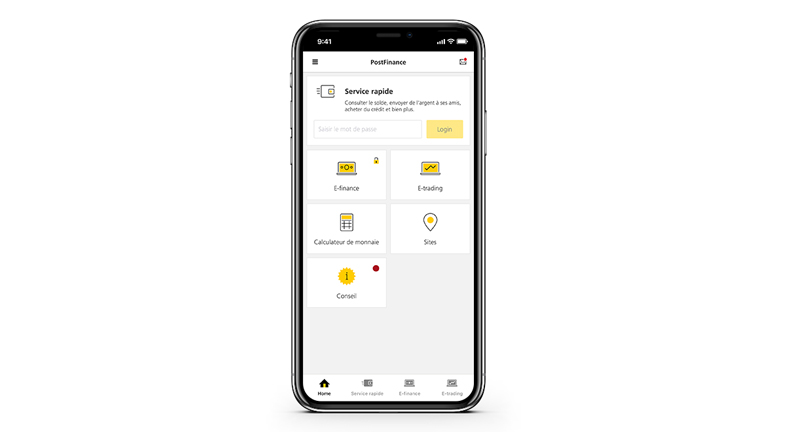 9:41
PostFinance
Service rapide
Consulter le solde, envoyer de l'argent à ses amis,
acheter du crédit et bien plus.
Saisir le mot de passe
Login
E-finance
E-trading
Calculateur de monnaie
Sites
Conseil
Home
Service rapide
E-finance
E-trading